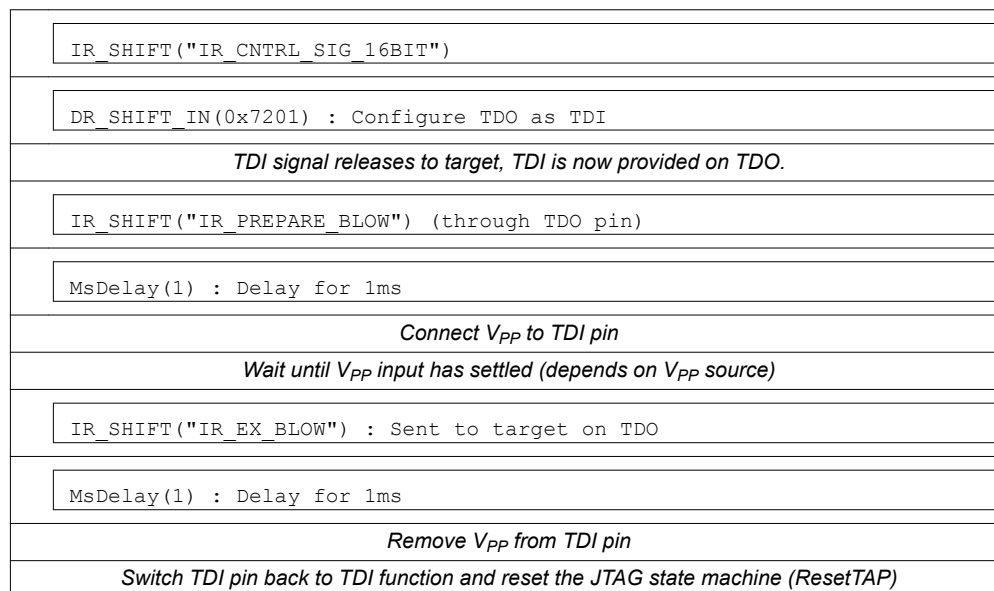 IR_SHIFT("IR_CNTRL_SIG_16BIT")
DR_SHIFT_IN(0x7201) : Configure TDO as TDI
TDI signal releases to target, TDI is now provided on TDO.
IR_SHIFT("IR_PREPARE_BLOW") (through TDO pin)
MsDelay(1) : Delay for 1ms
Connect VPP to TDI pin
Wait until VPP input has settled (depends on VPP source)
IR_SHIFT("IR_EX_BLOW") : Sent to target on TDO
MsDelay(1) : Delay for 1ms
Remove VPP from TDI pin
Switch TDI pin back to TDI function and reset the JTAG state machine (ResetTAP)